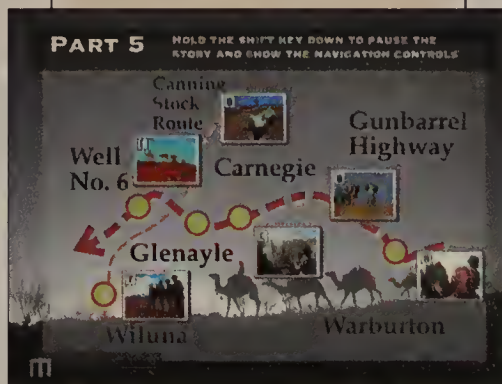 PART 5
HOLD THE SHIFT KEY DOWN TO PAUSE THE
STORY AND SHOW THE NAVIGATION CONTROLS
Canning
Stock
Route
Gunbarrel
Highway
Well
No. 6
Carnegie
Glenayle
Wiluna
Warburton